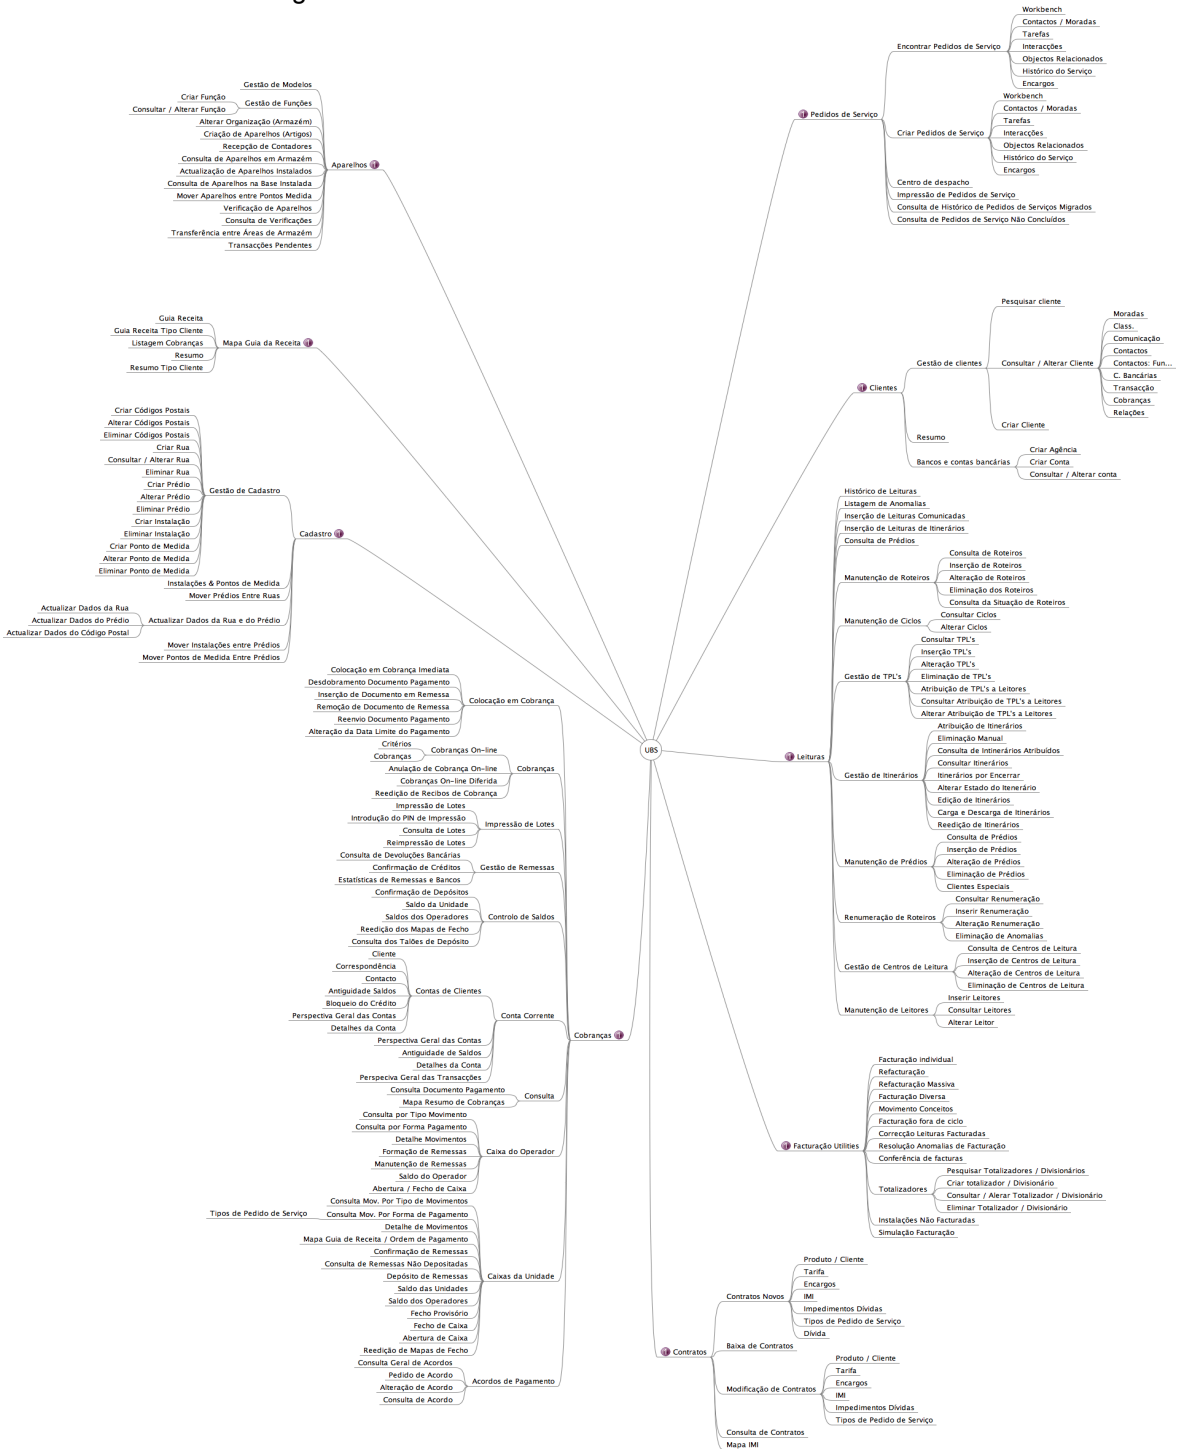 g
UBS
Pedidos de Serviço
Encontrar Pedidos de Serviço
Workbench
Contactos / Moradas
Tarefas
Interacções
Objectos Relacionados
Histórico do Serviço
Encargos
Criar Pedidos de Serviço
Workbench
Contactos / Moradas
Tarefas
Interacções
Objectos Relacionados
Histórico do Serviço
Encargos
Centro de despacho
Impressão de Pedidos de Serviço
Consulta de Histórico de Pedidos de Serviços Migrados
Consulta de Pedidos de Serviço Não Concluídos
Clientes
Gestão de clientes
Pesquisar cliente
Consultar / Alterar Cliente
Moradas
Class.
Comunicação
Contactos
Contactos: Fun...
C. Bancárias
Transacção
Cobranças
Relações
Criar Cliente
Resumo
Bancos e contas bancárias
Criar Agência
Criar Conta
Consultar / Alterar conta
Leituras
Histórico de Leituras
Listagem de Anomalias
Inserção de Leituras Comunicadas
Inserção de Leituras de Itinerários
Consulta de Prédios
Manutenção de Roteiros
Consulta de Roteiros
Inserção de Roteiros
Alteração de Roteiros
Eliminação dos Roteiros
Consulta da Situação de Roteiros
Manutenção de Ciclos
Consultar Ciclos
Alterar Ciclos
Gestão de TPL's
Consultar TPL's
Inserção TPL's
Alteração TPL's
Eliminação de TPL's
Atribuição de TPL's a Leitores
Consultar Atribuição de TPL's a Leitores
Alterar Atribuição de TPL's a Leitores
Gestão de Itinerários
Atribuição de Itinerários
Eliminação Manual
Consulta de Intinerários Atribuídos
Consultar Itinerários
Itinerários por Encerrar
Alterar Estado do Itenerário
Edição de Itinerários
Carga e Descarga de Itinerários
Reedição de Itinerários
Manutenção de Prédios
Consulta de Prédios
Inserção de Prédios
Alteração de Prédios
Eliminação de Prédios
Clientes Especiais
Renumeração de Roteiros
Consultar Renumeração
Inserir Renumeração
Alteração Renumeração
Eliminação de Anomalias
Gestão de Centros de Leitura
Consulta de Centros de Leitura
Inserção de Centros de Leitura
Alteração de Centros de Leitura
Eliminação de Centros de Leitura
Manutenção de Leitores
Inserir Leitores
Consultar Leitores
Alterar Leitor
Facturação Utilities
Facturação individual
Refacturação
Refacturação Massiva
Facturação Diversa
Movimento Conceitos
Facturação fora de ciclo
Correcção Leituras Facturadas
Resolução Anomalias de Facturação
Conferência de facturas
Totalizadores
Pesquisar Totalizadores / Divisionários
Criar totalizador / Divisionário
Consultar / Alerar Totalizador / Divisionário
Eliminar Totalizador / Divisionário
Instalações Não Facturadas
Simulação Facturação
Contratos
Contratos Novos
Produto / Cliente
Tarifa
Encargos
IMI
Impedimentos Dívidas
Tipos de Pedido de Serviço
Dívida
Baixa de Contratos
Modificação de Contratos
Produto / Cliente
Tarifa
Encargos
IMI
Impedimentos Dívidas
Tipos de Pedido de Serviço
Consulta de Contratos
Mapa IMI
Aparelhos
Gestão de Modelos
Gestão de Funções
Criar Função
Consultar / Alterar Função
Alterar Organização (Armazém)
Criação de Aparelhos (Artigos)
Recepção de Contadores
Consulta de Aparelhos em Armazém
Actualização de Aparelhos Instalados
Consulta de Aparelhos na Base Instalada
Mover Aparelhos entre Pontos Medida
Verificação de Aparelhos
Consulta de Verificações
Transferência entre Áreas de Armazém
Transacções Pendentes
Mapa Guia da Receita
Guia Receita
Guia Receita Tipo Cliente
Listagem Cobranças
Resumo
Resumo Tipo Cliente
Cadastro
Gestão de Cadastro
Criar Códigos Postais
Alterar Códigos Postais
Eliminar Códigos Postais
Criar Rua
Consultar / Alterar Rua
Eliminar Rua
Criar Prédio
Alterar Prédio
Eliminar Prédio
Criar Instalação
Eliminar Instalação
Criar Ponto de Medida
Alterar Ponto de Medida
Eliminar Ponto de Medida
Instalações & Pontos de Medida
Mover Prédios Entre Ruas
Actualizar Dados da Rua e do Prédio
Actualizar Dados da Rua
Actualizar Dados do Prédio
Actualizar Dados do Código Postal
Mover Instalações entre Prédios
Mover Pontos de Medida Entre Prédios
Cobranças
Colocação em Cobrança
Colocação em Cobrança Imediata
Desdobramento Documento Pagamento
Inserção de Documento em Remessa
Remoção de Documento de Remessa
Reenvio Documento Pagamento
Alteração da Data Limite do Pagamento
Cobranças
Cobranças On-line
Critérios
Cobranças
Anulação de Cobrança On-line
Cobranças On-line Diferida
Reedição de Recibos de Cobrança
Impressão de Lotes
Impressão de Lotes
Introdução do PIN de Impressão
Consulta de Lotes
Reimpressão de Lotes
Gestão de Remessas
Consulta de Devoluções Bancárias
Confirmação de Créditos
Estatísticas de Remessas e Bancos
Controlo de Saldos
Confirmação de Depósitos
Saldo da Unidade
Saldos dos Operadores
Reedição dos Mapas de Fecho
Consulta dos Talões de Depósito
Conta Corrente
Contas de Clientes
Cliente
Correspondência
Contacto
Antiguidade Saldos
Bloqueio do Crédito
Perspectiva Geral das Contas
Detalhes da Conta
Perspectiva Geral das Contas
Antiguidade de Saldos
Detalhes da Conta
Perspeciva Geral das Transacções
Consulta
Consulta Documento Pagamento
Mapa Resumo de Cobranças
Caixa do Operador
Consulta por Tipo Movimento
Consulta por Forma Pagamento
Detalhe Movimentos
Formação de Remessas
Manutenção de Remessas
Saldo do Operador
Abertura / Fecho de Caixa
Caixas da Unidade
Consulta Mov. Por Tipo de Movimentos
Consulta Mov. Por Forma de Pagamento
Tipos de Pedido de Serviço
Detalhe de Movimentos
Mapa Guia de Receita / Ordem de Pagamento
Confirmação de Remessas
Consulta de Remessas Não Depositadas
Depósito de Remessas
Saldo das Unidades
Saldo dos Operadores
Fecho Provisório
Fecho de Caixa
Abertura de Caixa
Reedição de Mapas de Fecho
Acordos de Pagamento
Consulta Geral de Acordos
Pedido de Acordo
Alteração de Acordo
Consulta de Acordo